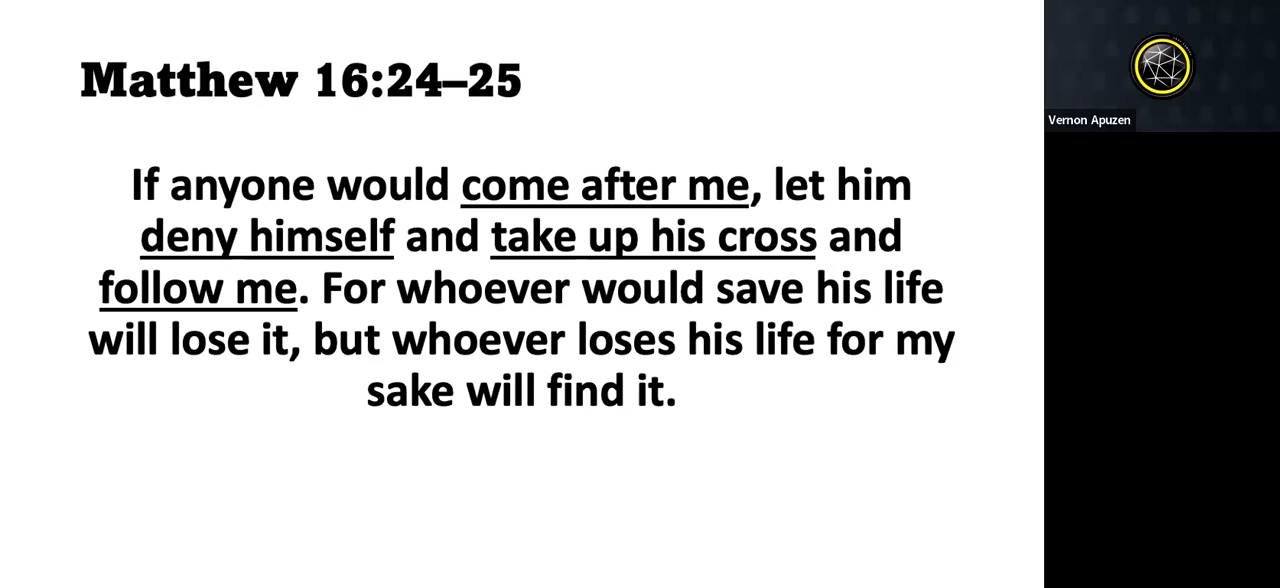 Matthew 16:24–25
If anyone would come after me, let him
deny himself and take up his cross and
follow me. For whoever would save his life
will lose it, but whoever loses his life for my
sake will find it.
Vernon Apuzen